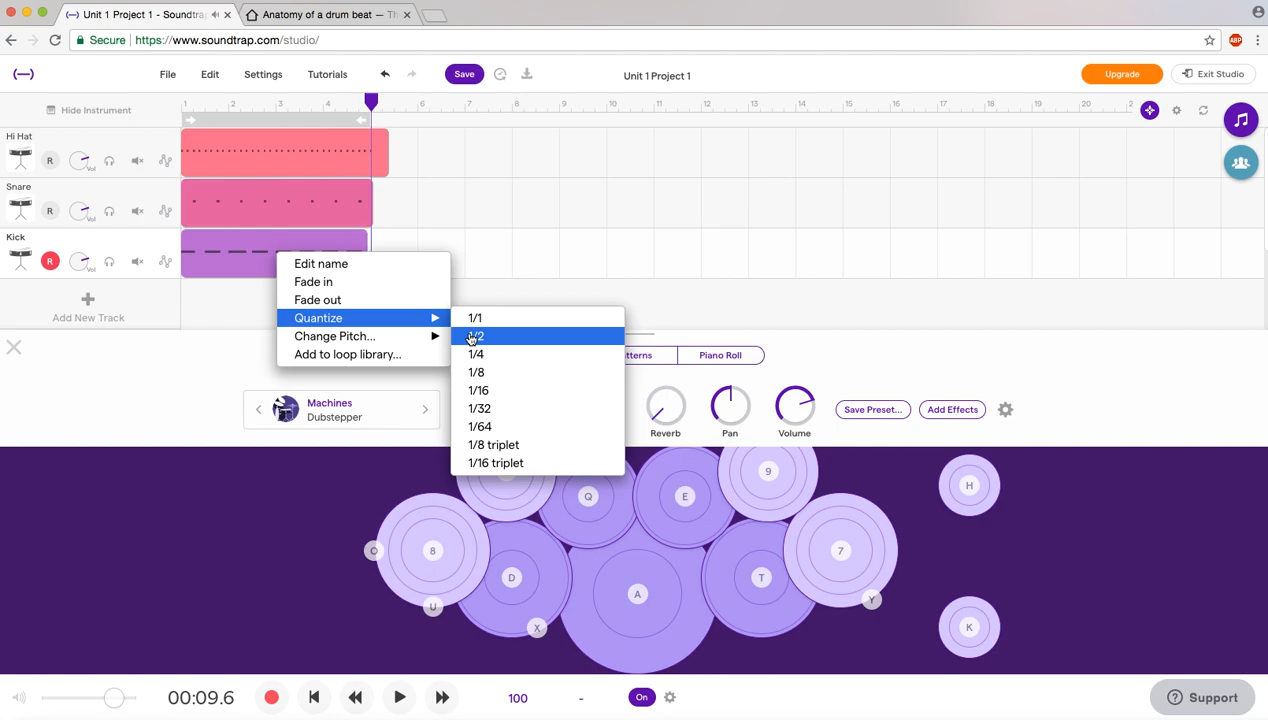 (--) Unit 1 Project 1 - Soundtra
Anatomy of a drum beat — Th
Secure | https://www.soundtrap.com/studio/
ABP
File Edit Settings Tutorials Save Unit 1 Project 1 Upgrade Exit Studio
Hide Instrument
1 2 3 4 6 7 8 9 10 11 12 13 14 15 16 17 18 19 20 2
Hi Hat
R Vol
Snare
R Vol
Kick
R Vol
Edit name
Fade in
Fade out
Quantize
Change Pitch...
Add to loop library...
1/1
1/2
1/4
1/8
1/16
1/32
1/64
1/8 triplet
1/16 triplet
Add New Track
tterns Piano Roll
Machines
Dubstepper
Reverb Pan Volume
Save Preset... Add Effects
9 H
Q E
O 8 7
D T
A
U Y
X K
00:09.6 100 - On
Support